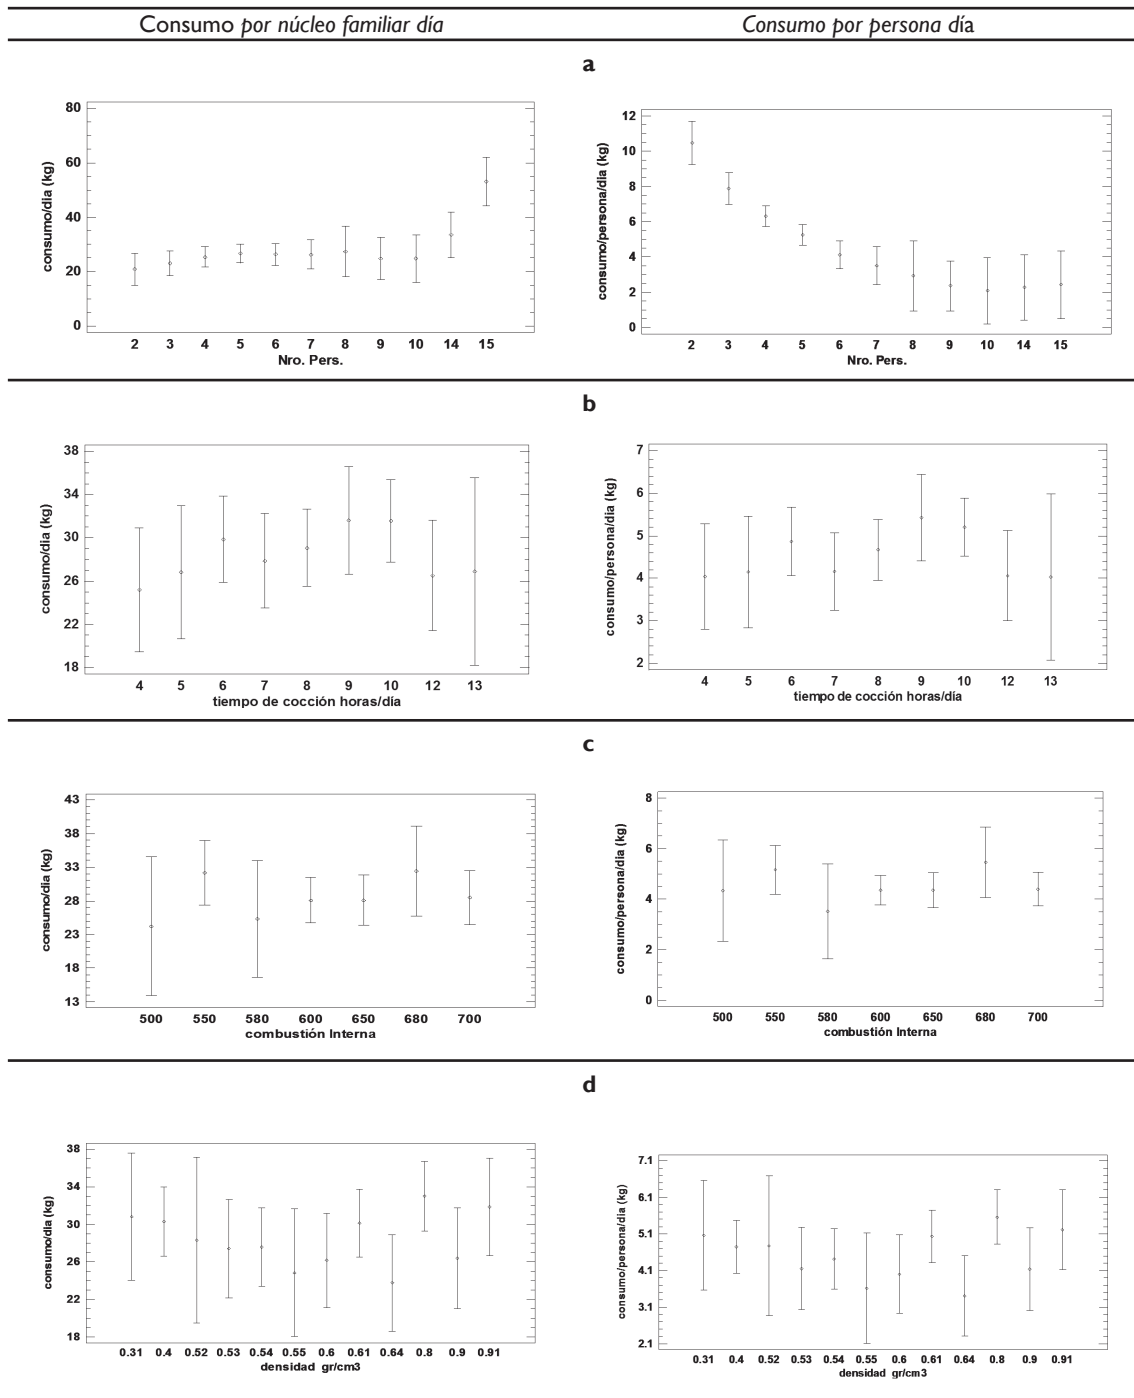 Consumo por núcleo familiar día
Consumo por persona día
a
consumo/dia (kg)
80
60
40
20
0
2 3 4 5 6 7 8 9 10 14 15
Nro. Pers.
consumo/persona/dia (kg)
12
10
8
6
4
2
0
2 3 4 5 6 7 8 9 10 14 15
Nro. Pers.
b
consumo/dia (kg)
38
34
30
26
22
18
4 5 6 7 8 9 10 12 13
tiempo de cocción horas/día
consumo/persona/dia (kg)
7
6
5
4
3
2
4 5 6 7 8 9 10 12 13
tiempo de cocción horas/día
c
consumo/dia (kg)
43
38
33
28
23
18
13
500 550 580 600 650 680 700
combustión Interna
consumo/persona/dia (kg)
8
6
4
2
0
500 550 580 600 650 680 700
combustión Interna
d
consumo/dia (kg)
38
34
30
26
22
18
0.31 0.4 0.52 0.53 0.54 0.55 0.6 0.61 0.64 0.8 0.9 0.91
densidad gr/cm3
consumo/persona/dia (kg)
7.1
6.1
5.1
4.1
3.1
2.1
0.31 0.4 0.52 0.53 0.54 0.55 0.6 0.61 0.64 0.8 0.9 0.91
densidad gr/cm3